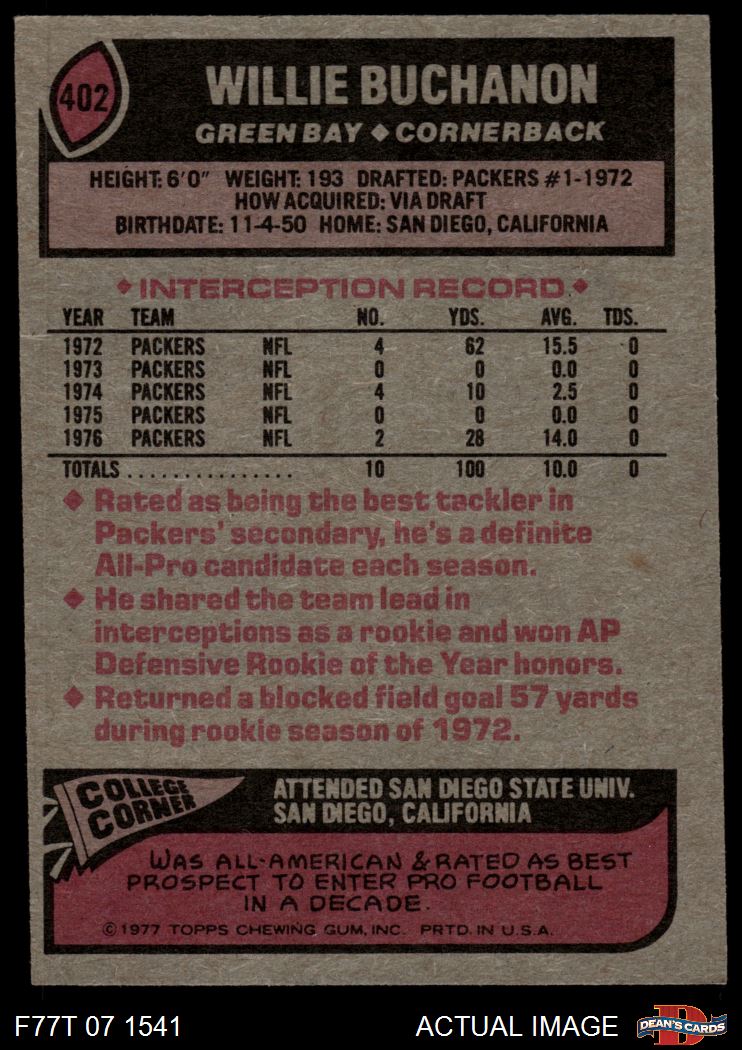 402
WILLIE BUCHANON
GREEN BAY ◆ CORNERBACK
HEIGHT: 6'0" WEIGHT: 193 DRAFTED: PACKERS #1-1972
HOW ACQUIRED: VIA DRAFT
BIRTHDATE: 11-4-50 HOME: SAN DIEGO, CALIFORNIA
◆ INTERCEPTION RECORD ◆
YEAR TEAM NO. YDS. AVG. TDS.
1972 PACKERS NFL 4 62 15.5 0
1973 PACKERS NFL 0 0 0.0 0
1974 PACKERS NFL 4 10 2.5 0
1975 PACKERS NFL 0 0 0.0 0
1976 PACKERS NFL 2 28 14.0 0
TOTALS................ 10 100 10.0 0
◆ Rated as being the best tackler in
Packers' secondary, he's a definite
All-Pro candidate each season.
◆ He shared the team lead in
interceptions as a rookie and won AP
Defensive Rookie of the Year honors.
◆ Returned a blocked field goal 57 yards
during rookie season of 1972.
COLLEGE
CORNER
ATTENDED SAN DIEGO STATE UNIV.
SAN DIEGO, CALIFORNIA
WAS ALL-AMERICAN & RATED AS BEST
PROSPECT TO ENTER PRO FOOTBALL
IN A DECADE.
©1977 TOPPS CHEWING GUM, INC. PRTD. IN U.S.A.
F77T 07 1541 ACTUAL IMAGE
D
DEAN'S CARDS